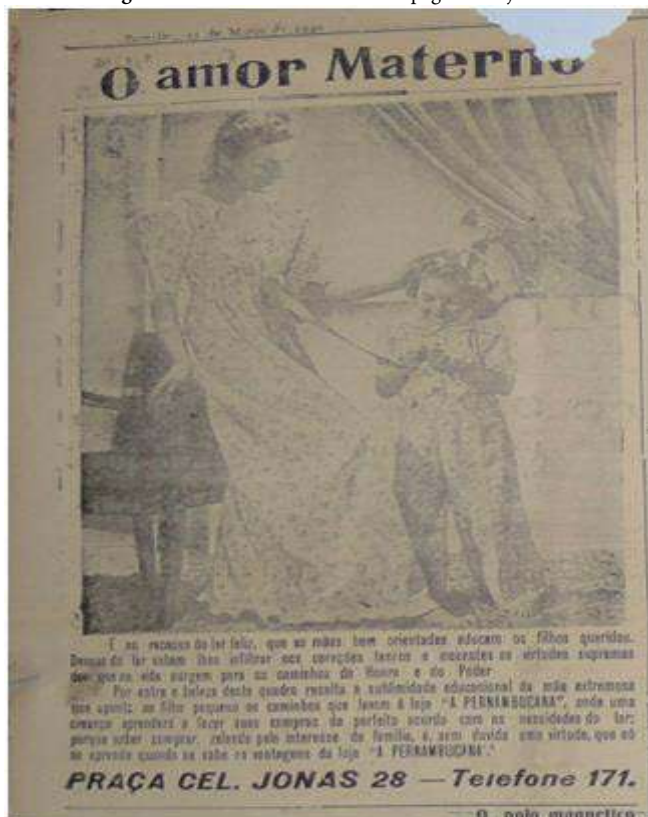 de Março de
O amor Materno
É no recesso do lar feliz, que as mães bem orientadas educam os filhos queridos.
do lar sabem lhes infiltrar nos corações tenros e inocentes as virtudes supremas
que na vida surgem para os caminhos da Honra e do Poder
Por entre a beleza deste quadro resalta a sublimidade educacional da mãe extremosa
que aponta ao filho pequeno os caminhos que levam á loja "A PERNAMBUCANA", onde uma
creança aprenderá a fazer suas compras de perfeito acordo com as necessidades do lar;
porque saber comprar, zelando pelo interesse da familia, é, sem duvida uma virtude, que só
se aprende quando se sabe as vantagens da loja "A PERNAMBUCANA".
PRAÇA CEL. JONAS 28 — Telefone 171.
O polo magnetico